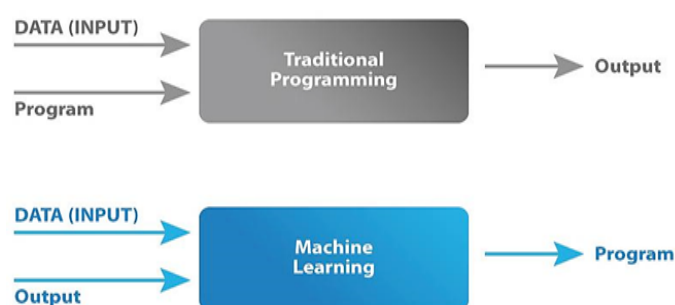 DATA (INPUT)
Program
Traditional
Programming
Output
DATA (INPUT)
Output
Machine
Learning
Program